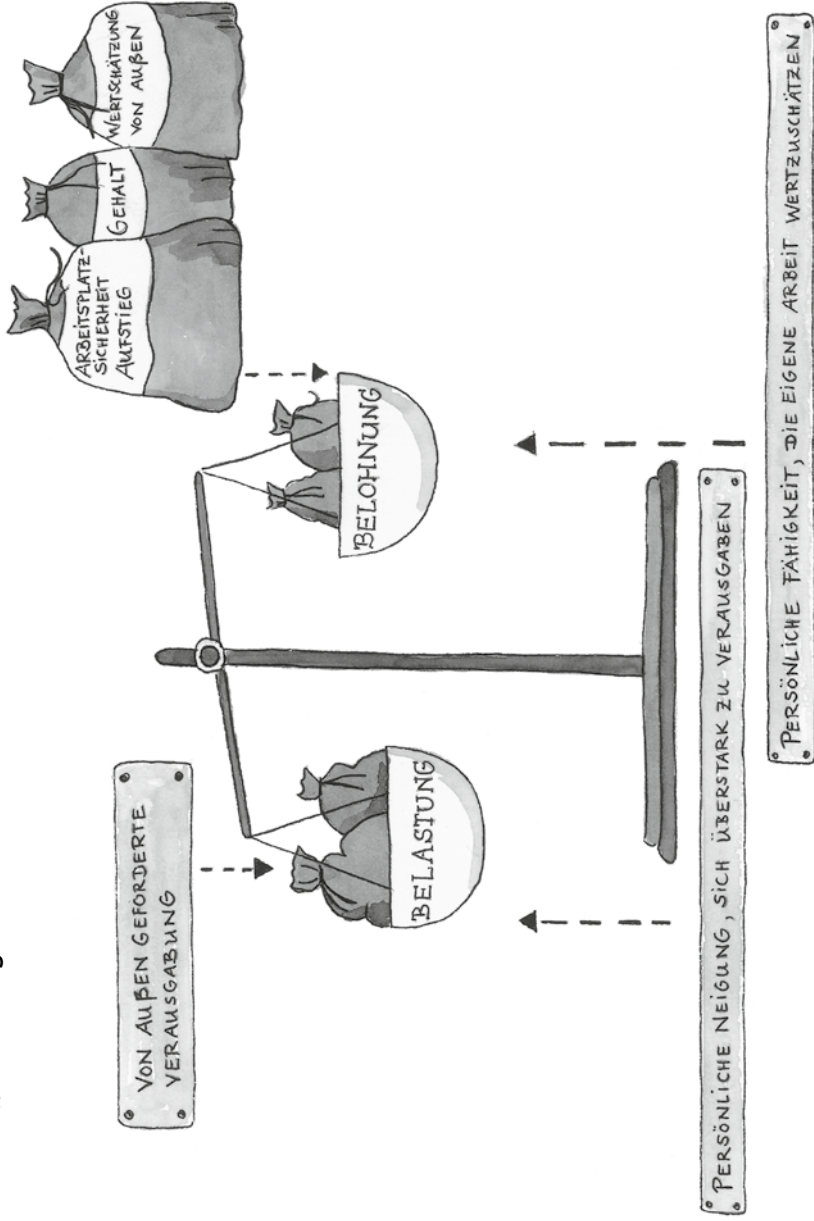 VON AUẞEN GEFORDERTE
VERAUSGABUNG
ARBEITSPLATZ-
SICHERHEIT
AUFSTIEG
GEHALT
WERTSCHÄTZUNG
VON AUẞEN
BELASTUNG
BELOHNUNG
PERSÖNLICHE NEIGUNG, SICH ÜBERSTARK ZU VERAUSGABEN
PERSÖNLICHE FÄHIGKEIT, DIE EIGENE ARBEIT WERTZUSCHÄTZEN